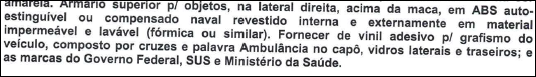 amarela. Armário superior p/ objetos, na lateral direita, acima da maca, em ABS auto-
estinguível ou compensado naval revestido interna e externamente em material
impermeável e lavável (fórmica ou similar). Fornecer de vinil adesivo p/ grafismo do
veículo, composto por cruzes e palavra Ambulância no capô, vidros laterais e traseiros; e
as marcas do Governo Federal, SUS e Ministério da Saúde.